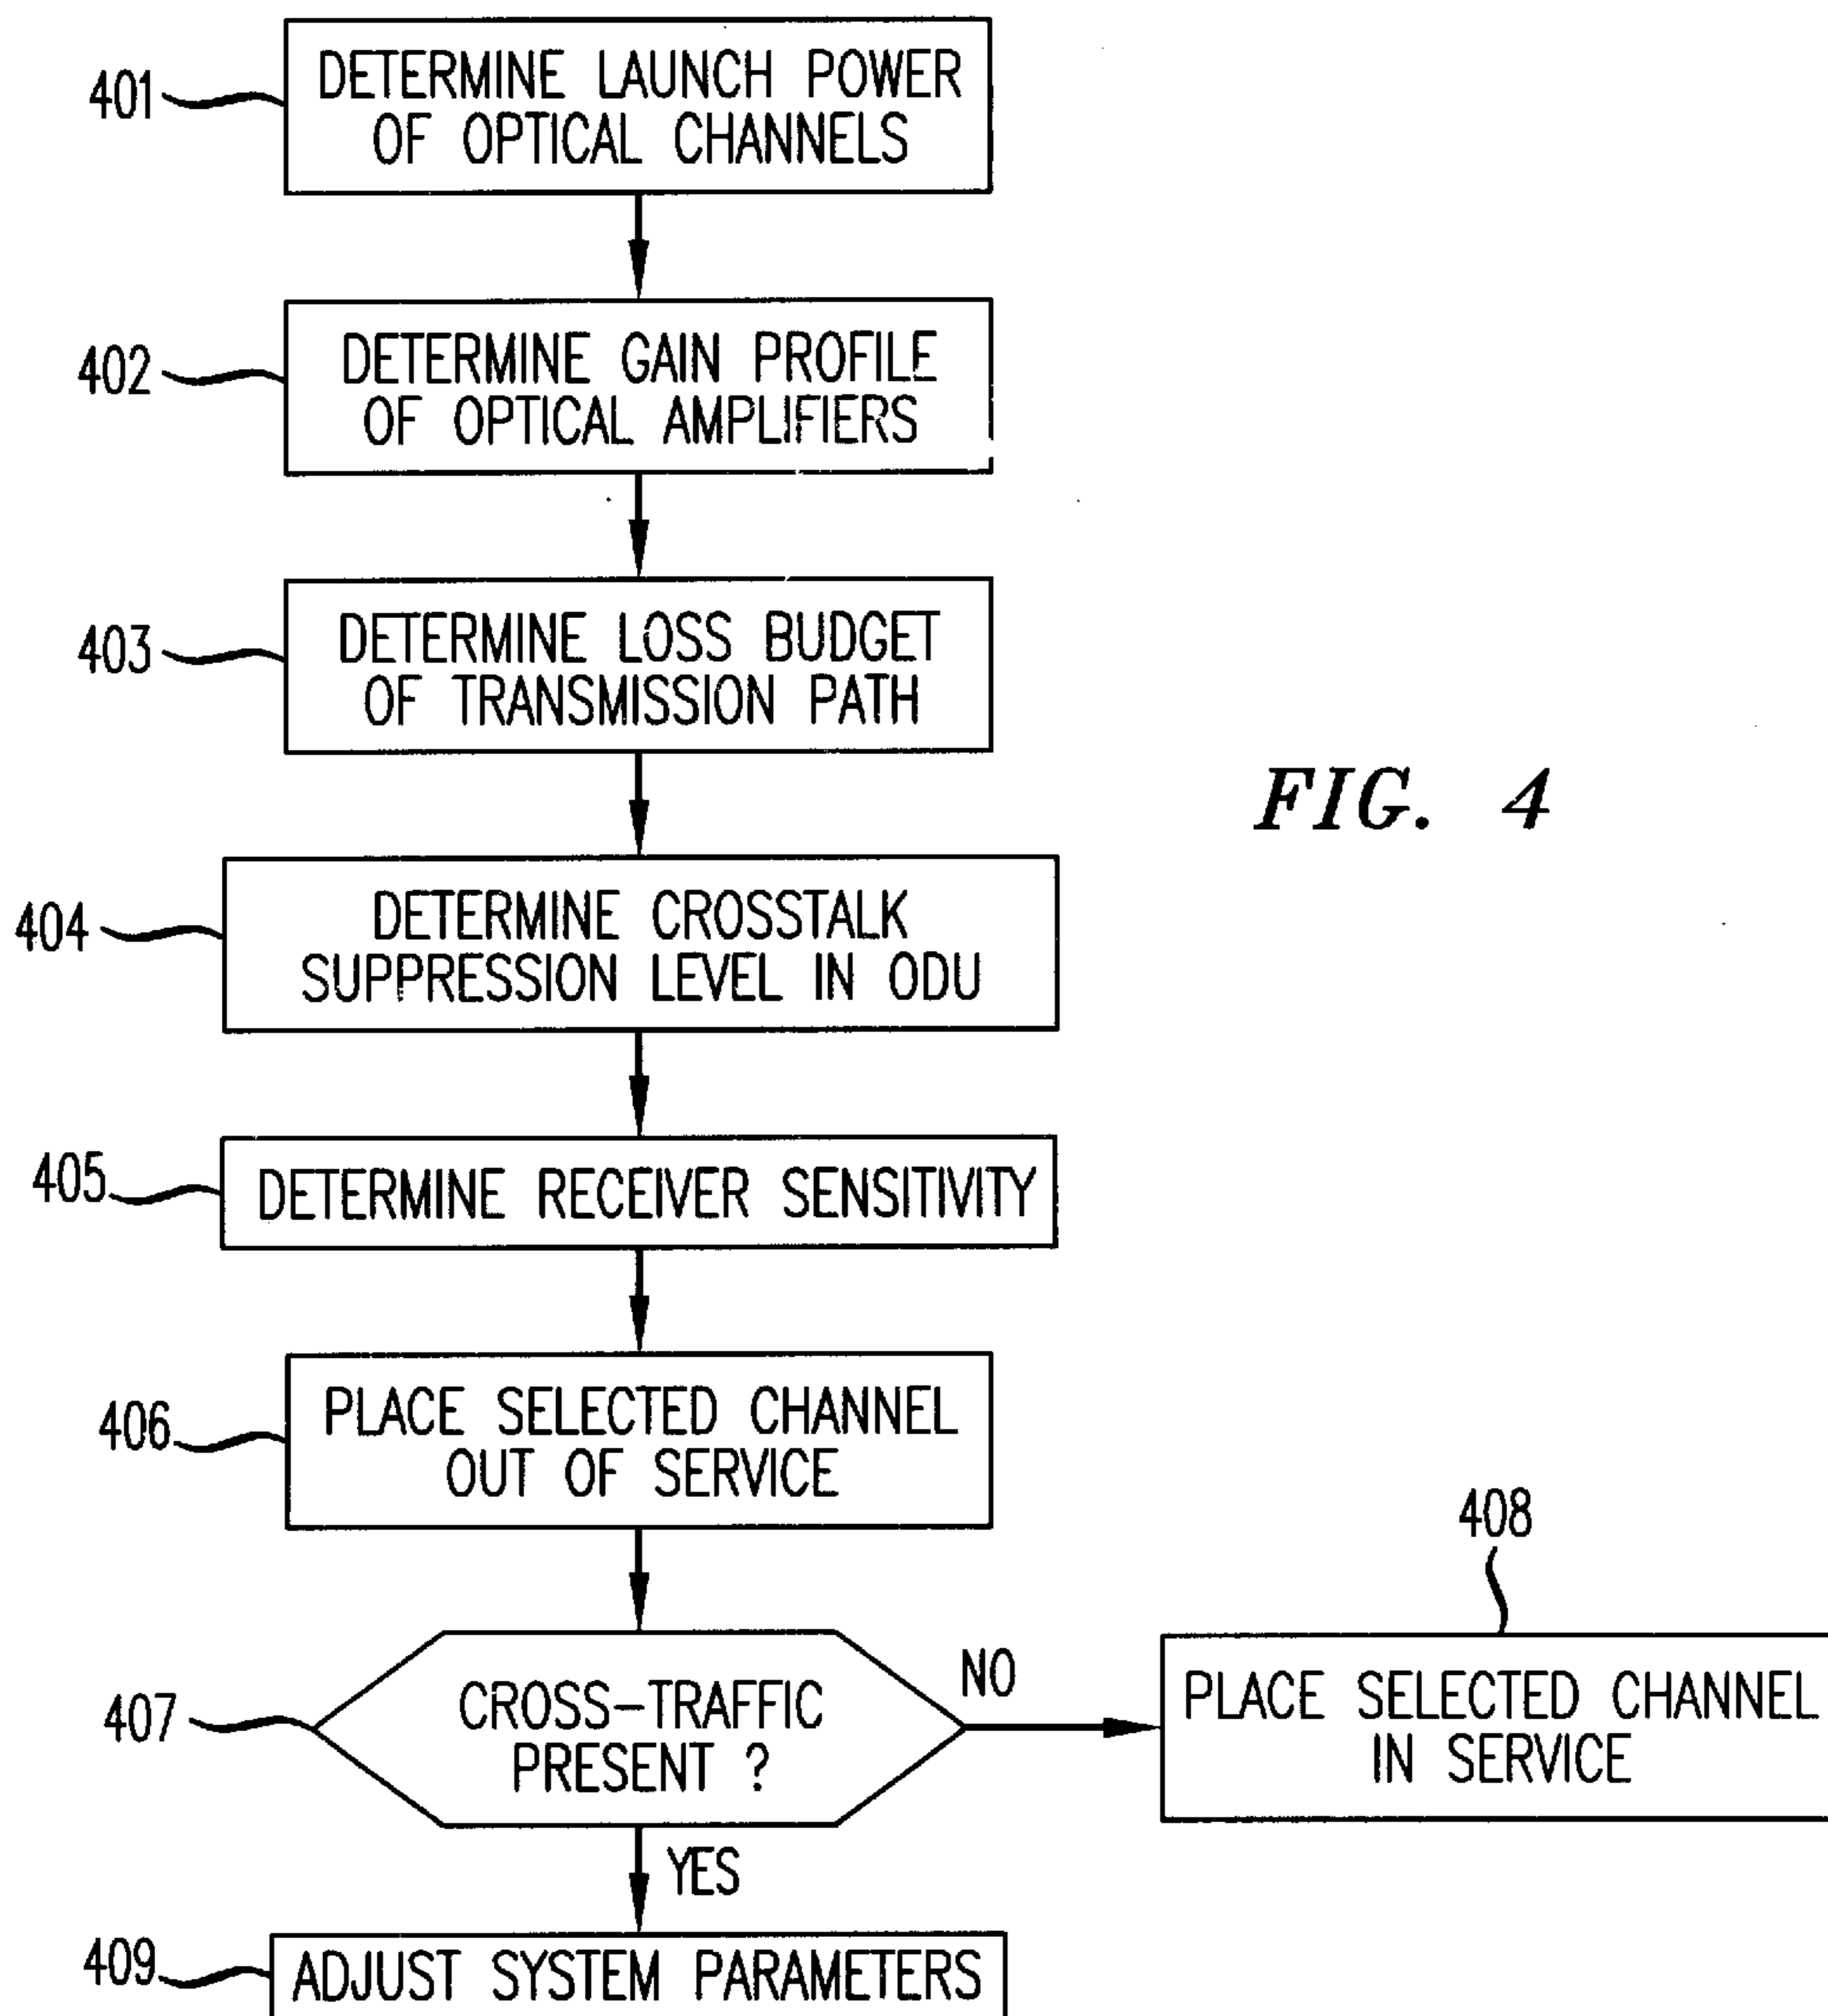 401
DETERMINE LAUNCH POWER
OF OPTICAL CHANNELS
402
DETERMINE GAIN PROFILE
OF OPTICAL AMPLIFIERS
403
DETERMINE LOSS BUDGET
OF TRANSMISSION PATH
FIG. 4
404
DETERMINE CROSSTALK
SUPPRESSION LEVEL IN ODU
405
DETERMINE RECEIVER SENSITIVITY
406
PLACE SELECTED CHANNEL
OUT OF SERVICE
407
CROSS-TRAFFIC
PRESENT ?
NO
408
PLACE SELECTED CHANNEL
IN SERVICE
YES
409
ADJUST SYSTEM PARAMETERS